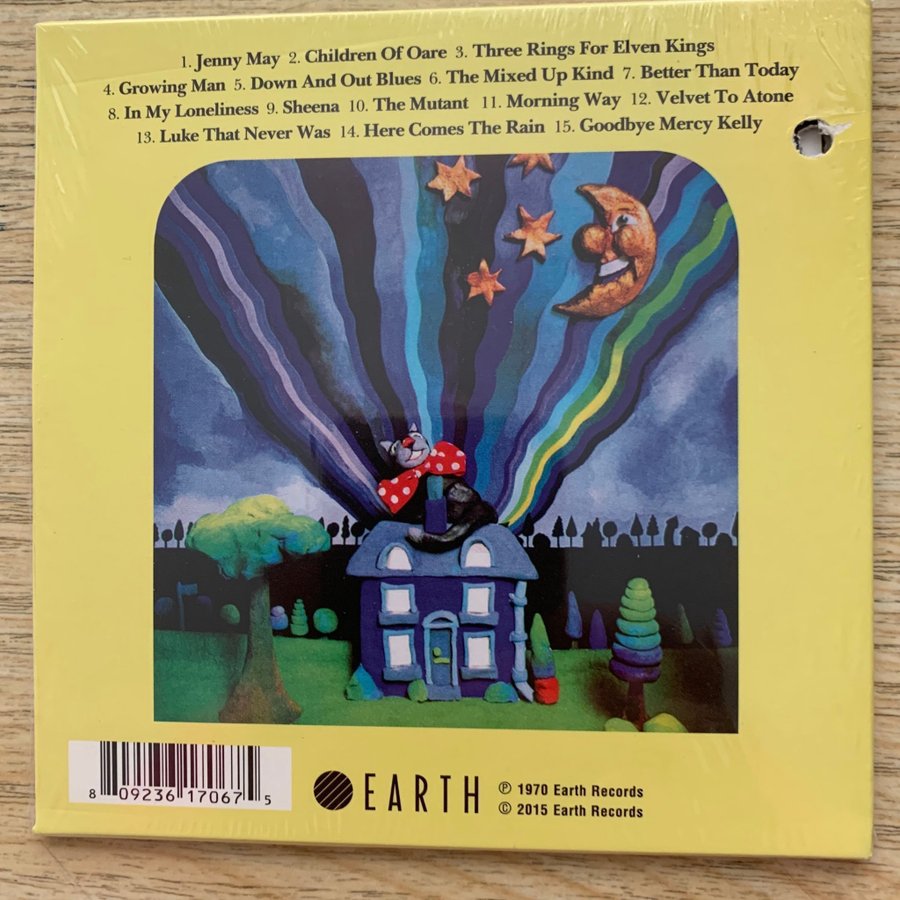 1. Jenny May 2. Children Of Oare 3. Three Rings For Elven Kings
4. Growing Man 5. Down And Out Blues 6. The Mixed Up Kind 7. Better Than Today
8. In My Loneliness 9. Sheena 10. The Mutant 11. Morning Way 12. Velvet To Atone
13. Luke That Never Was 14. Here Comes The Rain 15. Goodbye Mercy Kelly
8 09236 17067 5
EARTH
℗ 1970 Earth Records
© 2015 Earth Records